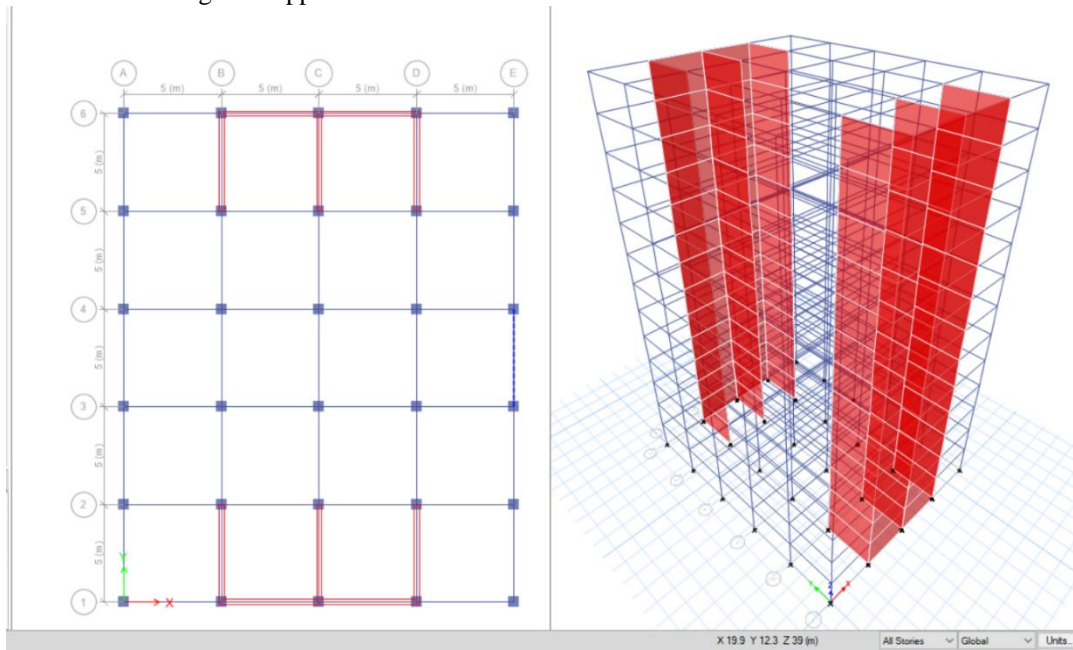 A B C D E
5 (m) 5 (m) 5 (m) 5 (m)
6
5 (m)
5
5 (m)
4
5 (m)
3
5 (m)
2
5 (m)
1
Y
X
Y Z X
X 19.9 Y 12.3 Z 39 (m) All Stories Global Units...